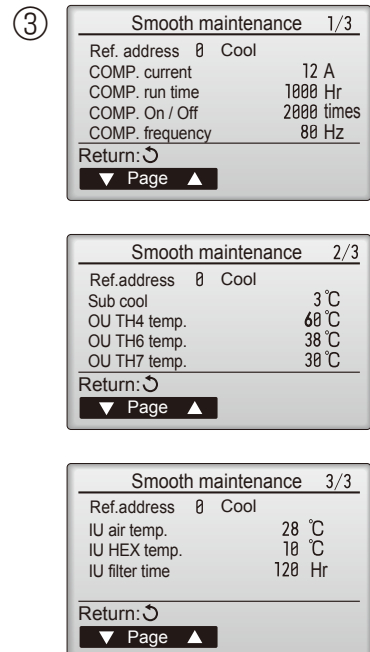 ③
Smooth maintenance 1/3
Ref. address 0 Cool
COMP. current 12 A
COMP. run time 1000 Hr
COMP. On / Off 2000 times
COMP. frequency 80 Hz
Return:
▼ Page ▲
Smooth maintenance 2/3
Ref.address 0 Cool
Sub cool 3 ℃
OU TH4 temp. 60 ℃
OU TH6 temp. 38 ℃
OU TH7 temp. 30 ℃
Return:
▼ Page ▲
Smooth maintenance 3/3
Ref.address 0 Cool
IU air temp. 28 ℃
IU HEX temp. 10 ℃
IU filter time 120 Hr
Return:
▼ Page ▲